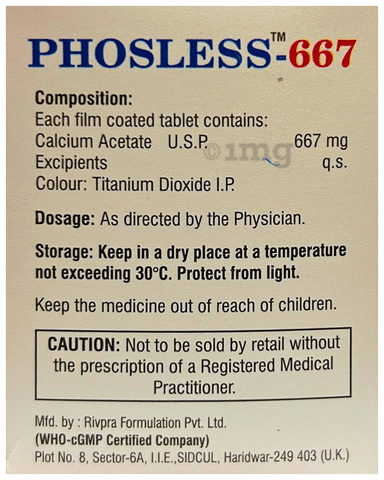 PHOSLESS™-667
Composition:
Each film coated tablet contains:
Calcium Acetate U.S.P. 667 mg
©1mg
Excipients q.s.
Colour: Titanium Dioxide I.P.
Dosage: As directed by the Physician.
Storage: Keep in a dry place at a temperature
not exceeding 30°C. Protect from light.
Keep the medicine out of reach of children.
CAUTION: Not to be sold by retail without
the prescription of a Registered Medical
Practitioner.
Mfd. by : Rivpra Formulation Pvt. Ltd.
(WHO-cGMP Certified Company)
Plot No. 8, Sector-6A, I.I.E.,SIDCUL, Haridwar-249 403 (U.K.)